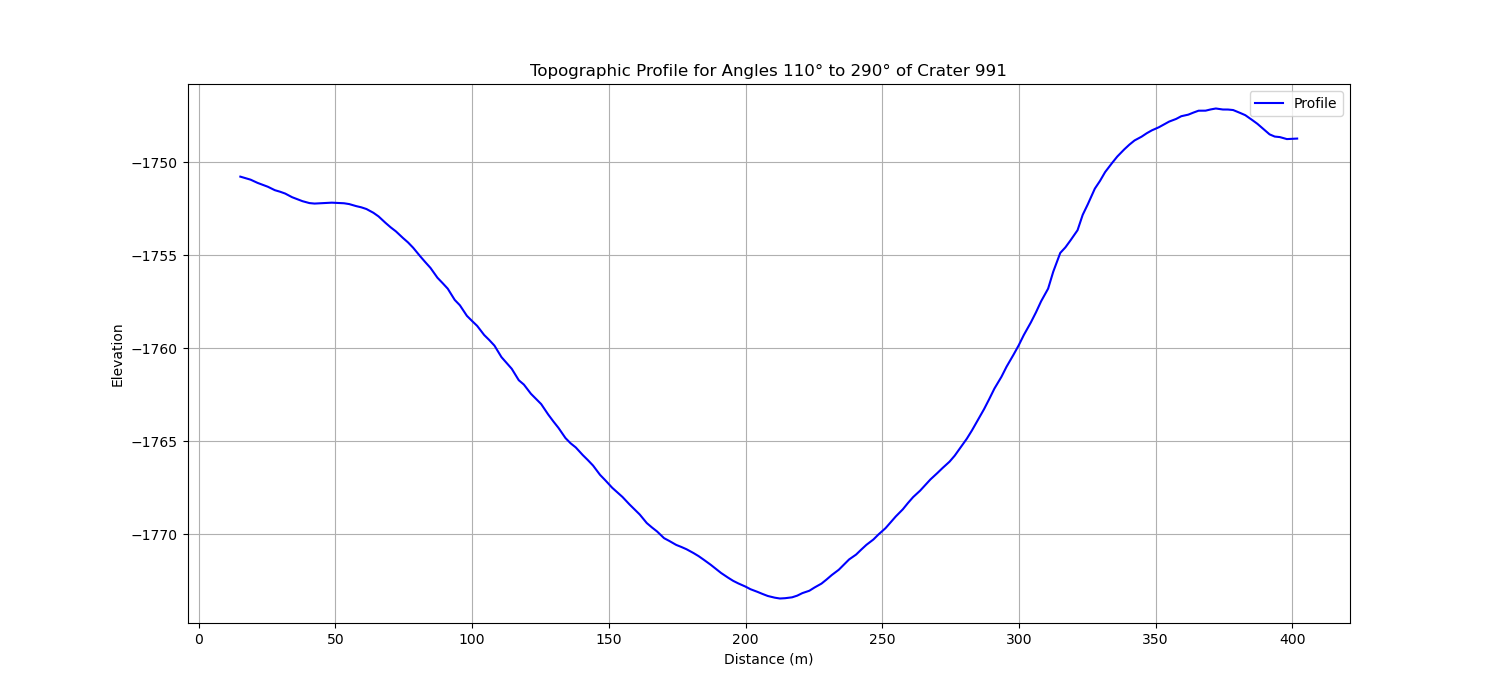 Topographic Profile for Angles 110° to 290° of Crater 991
Profile
−1750
−1755
−1760
−1765
−1770
Elevation
0 50 100 150 200 250 300 350 400
Distance (m)